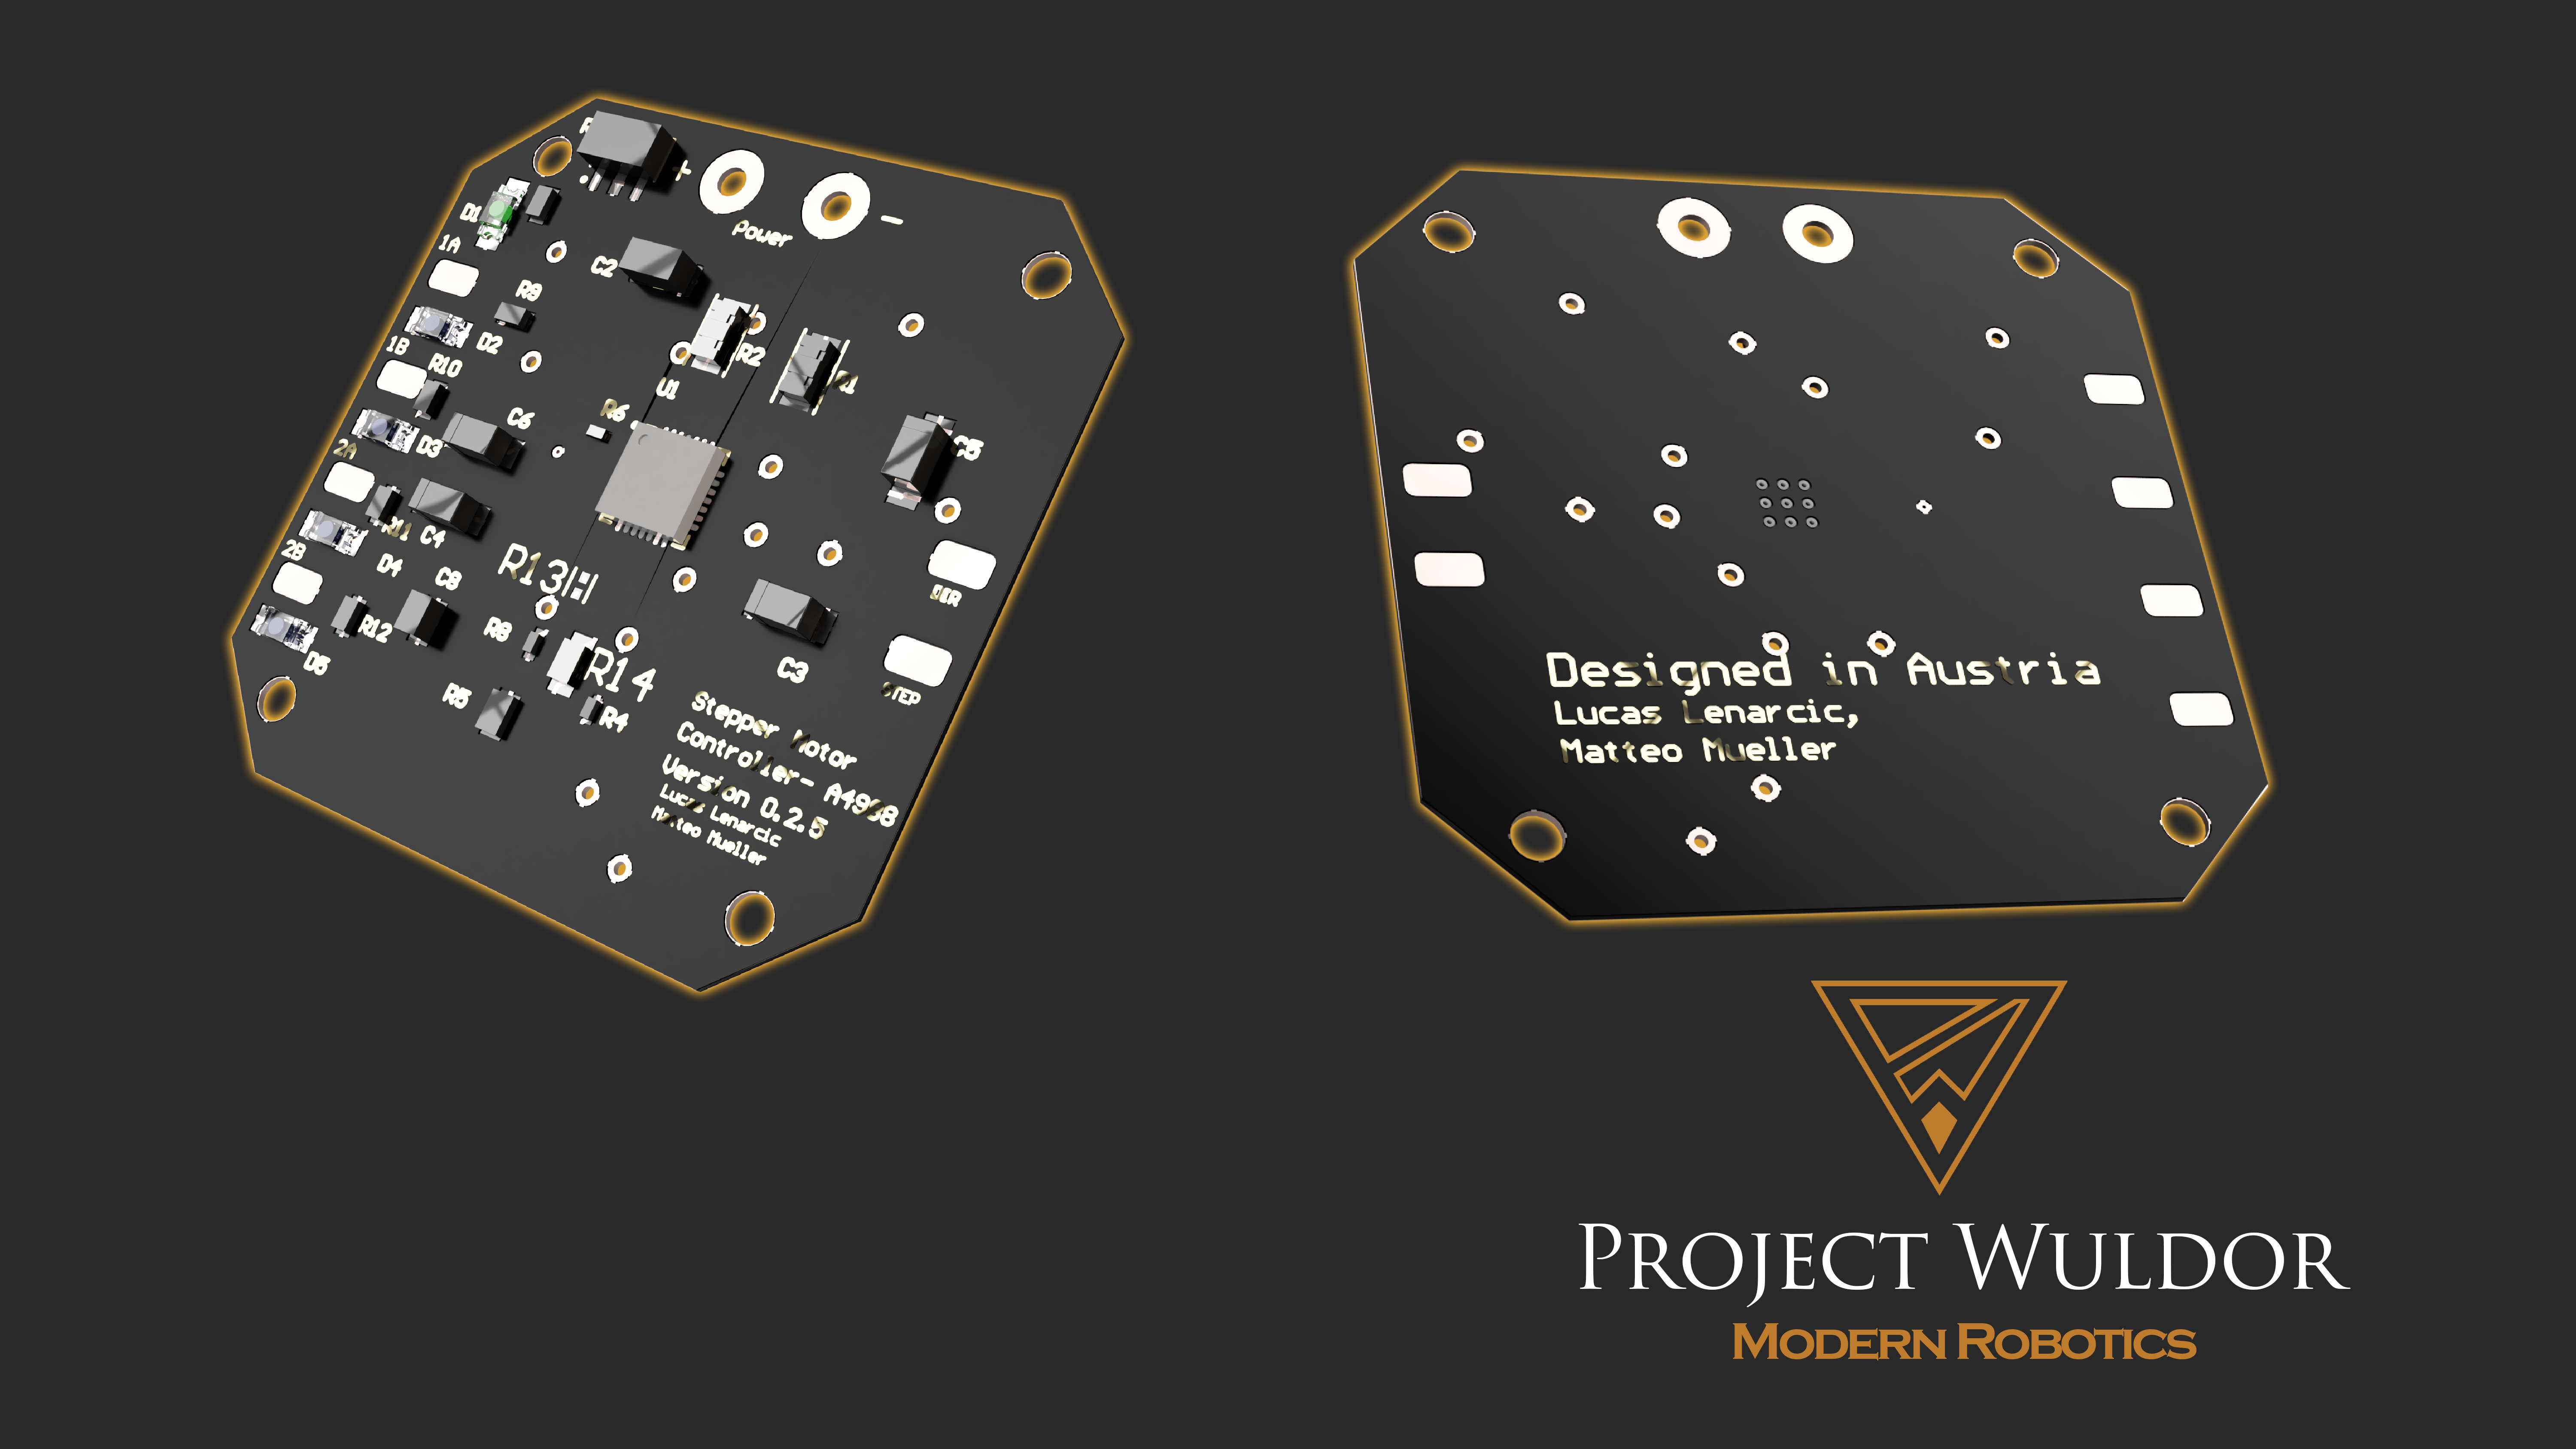 +
-
Power
D1
1A
C2
R9
D2
1B
R10
R2
U1
C6
R6
D3
2A
C5
R11
C4
2B
D4
C8
R13
R12
D5
R8
R14
C3
R5
R4
DIR
STEP
Stepper Motor
Controller- A4988
Version 0.2.5
Lucas Lenarcic
Matteo Mueller
Designed in Austria
Lucas Lenarcic,
Matteo Mueller
PROJECT WULDOR
MODERN ROBOTICS